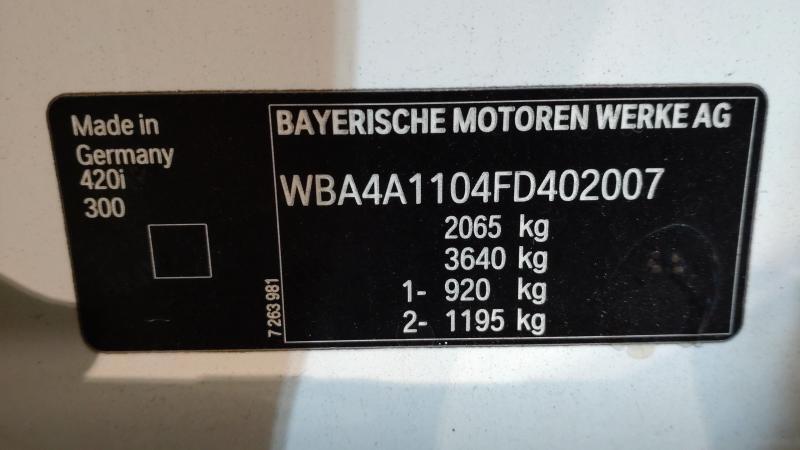 Made in
Germany
420i
300
7 263 981
BAYERISCHE MOTOREN WERKE AG
WBA4A1104FD402007
2065 kg
3640 kg
1- 920 kg
2- 1195 kg